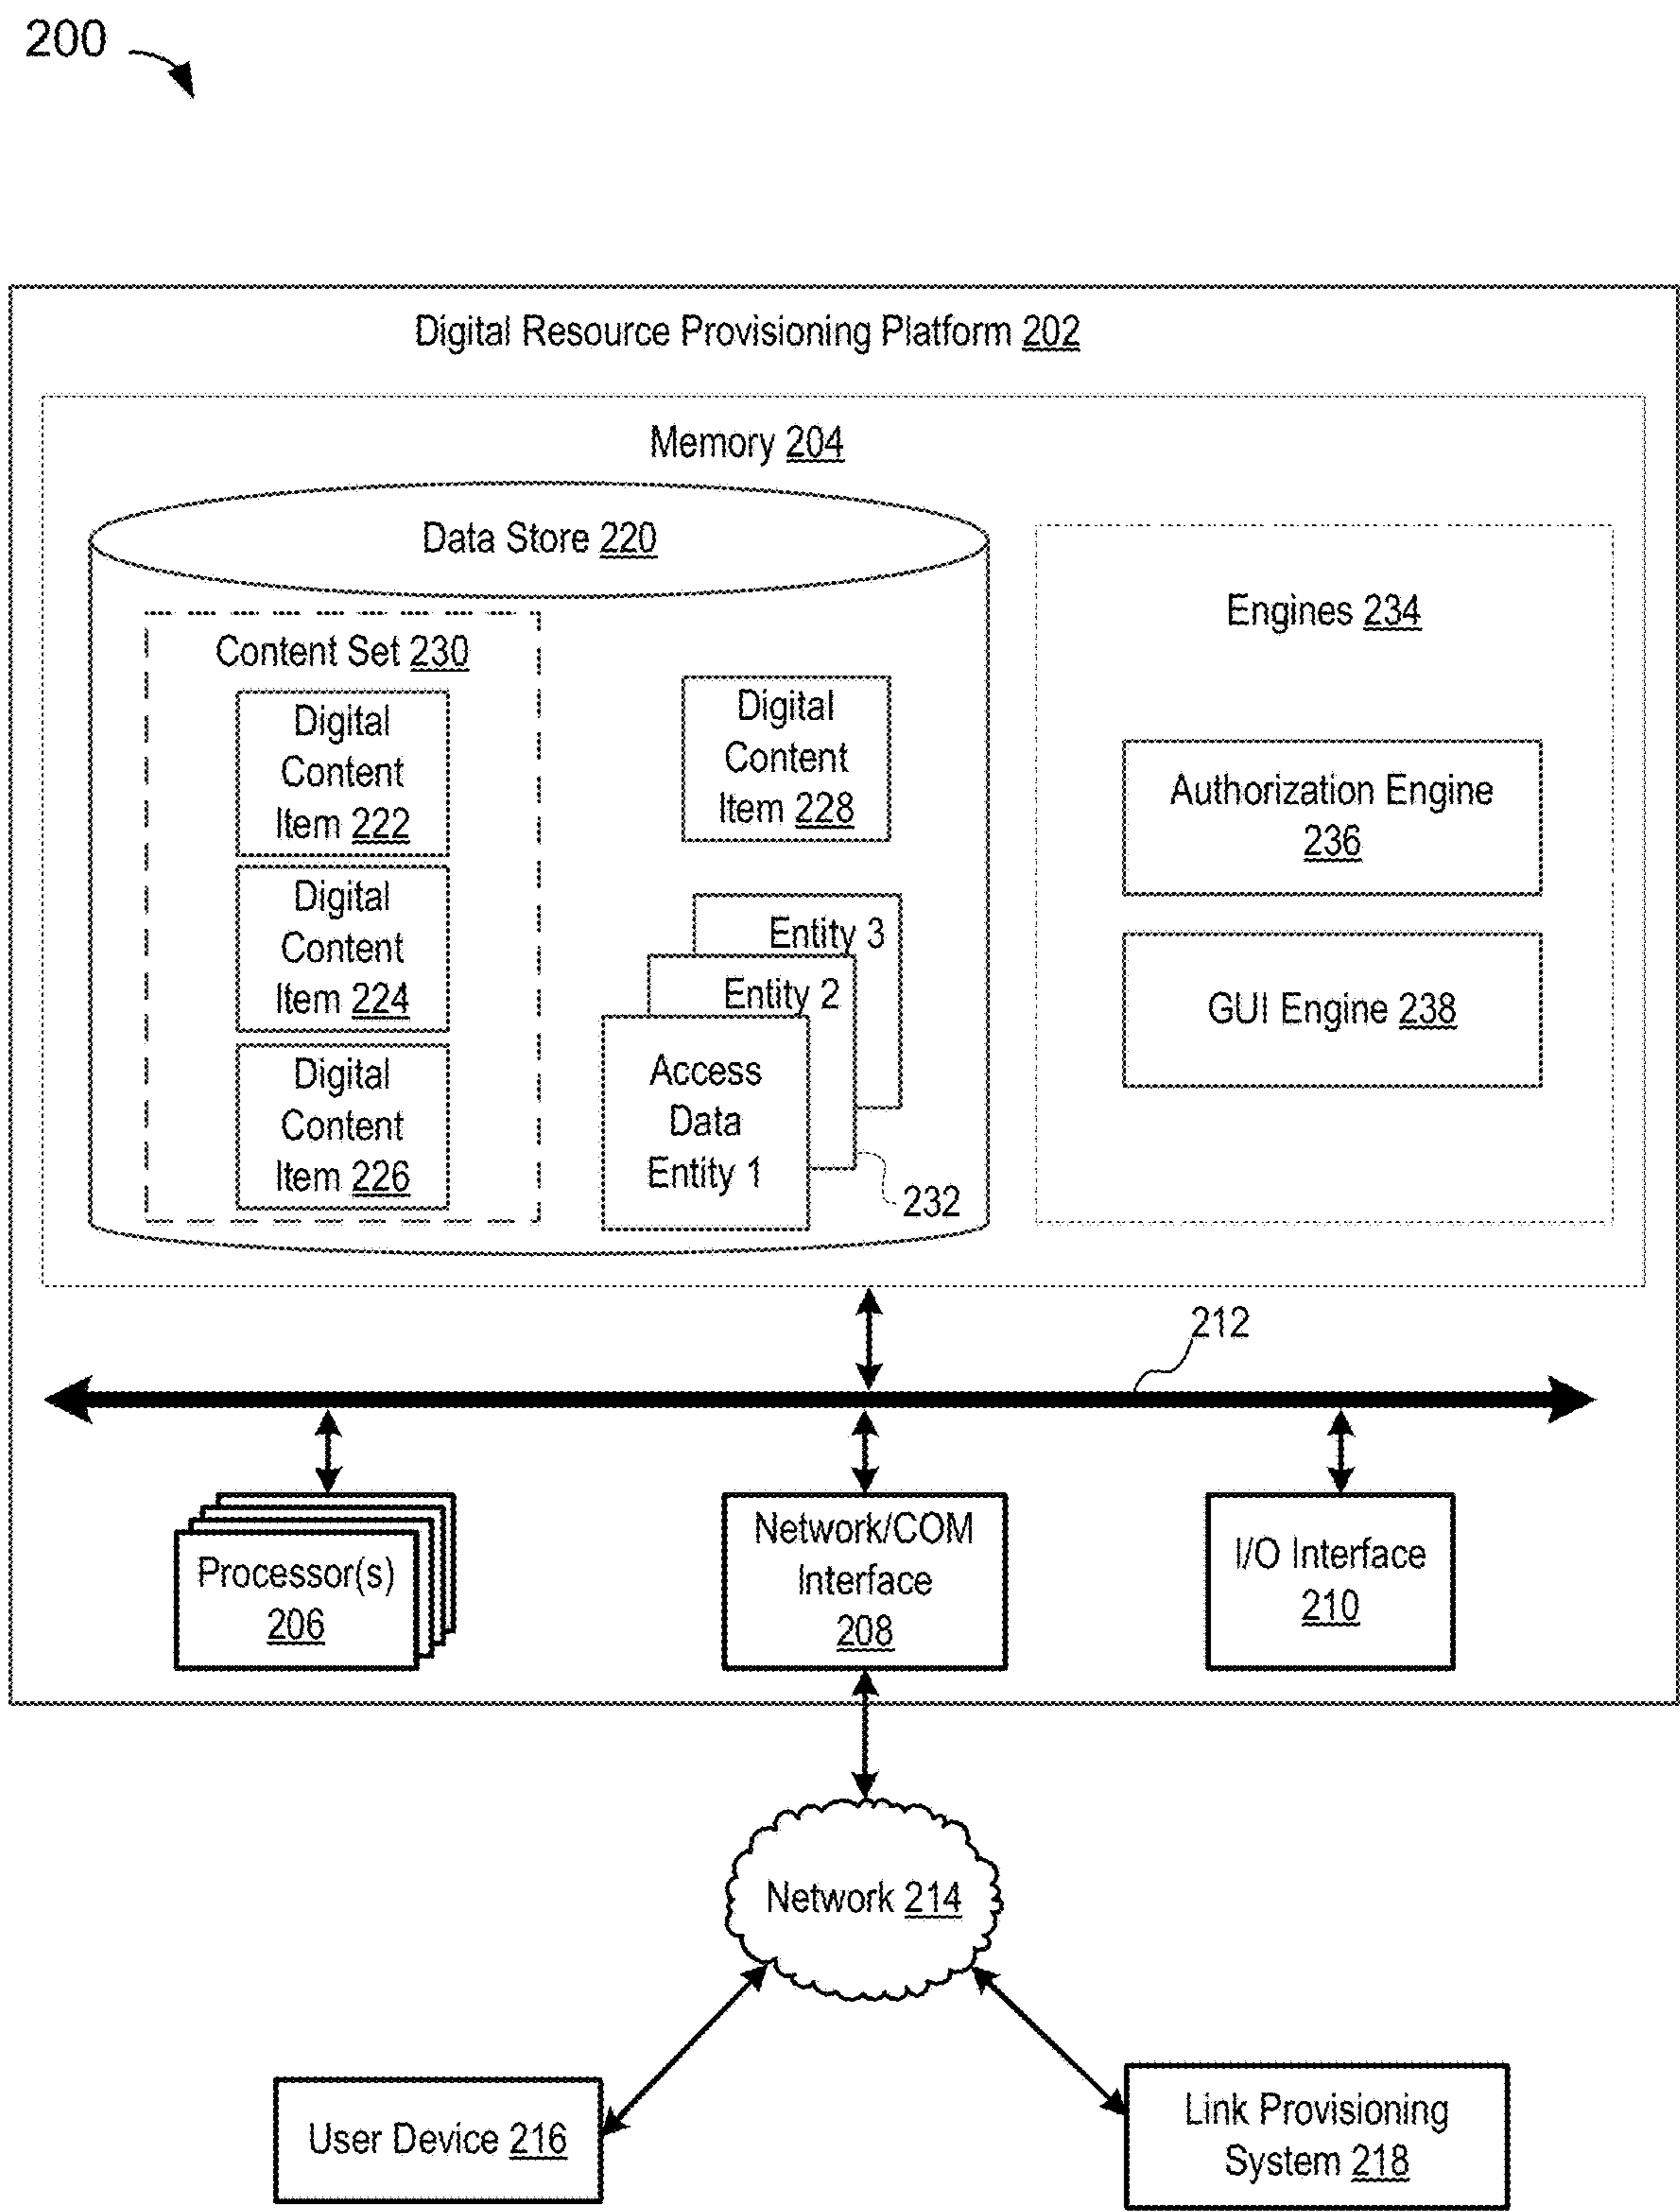 200
Digital Resource Provisioning Platform 202
Memory 204
Data Store 220
Content Set 230
Digital
Content
Item 222
Digital
Content
Item 224
Digital
Content
Item 226
Digital
Content
Item 228
Entity 3
Entity 2
Access
Data
Entity 1
232
Engines 234
Authorization Engine
236
GUI Engine 238
212
Processor(s)
206
Network/COM
Interface
208
I/O Interface
210
Network 214
User Device 216
Link Provisioning
System 218